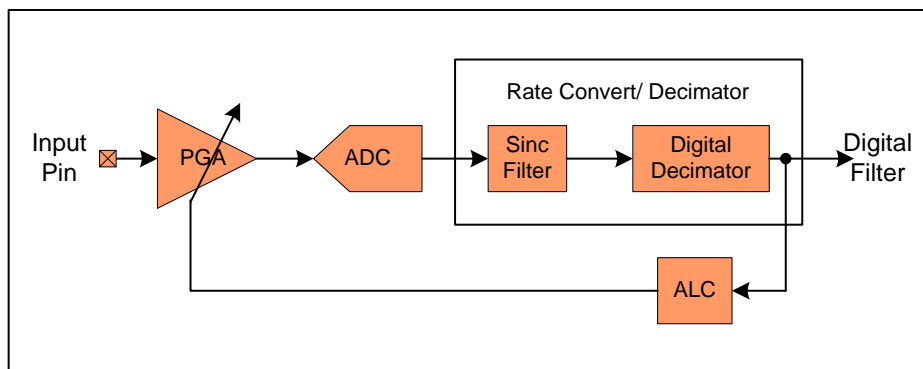 Rate Convert/ Decimator
Input
Pin
PGA
ADC
Sinc
Filter
Digital
Decimator
Digital
Filter
ALC